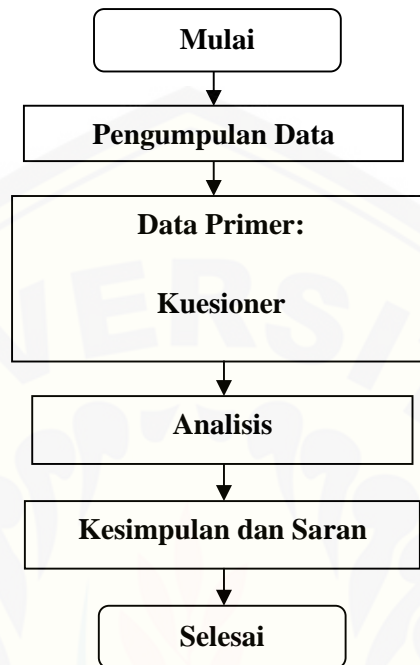 Mulai
Pengumpulan Data
Data Primer:
Kuesioner
Analisis
Kesimpulan dan Saran
Selesai